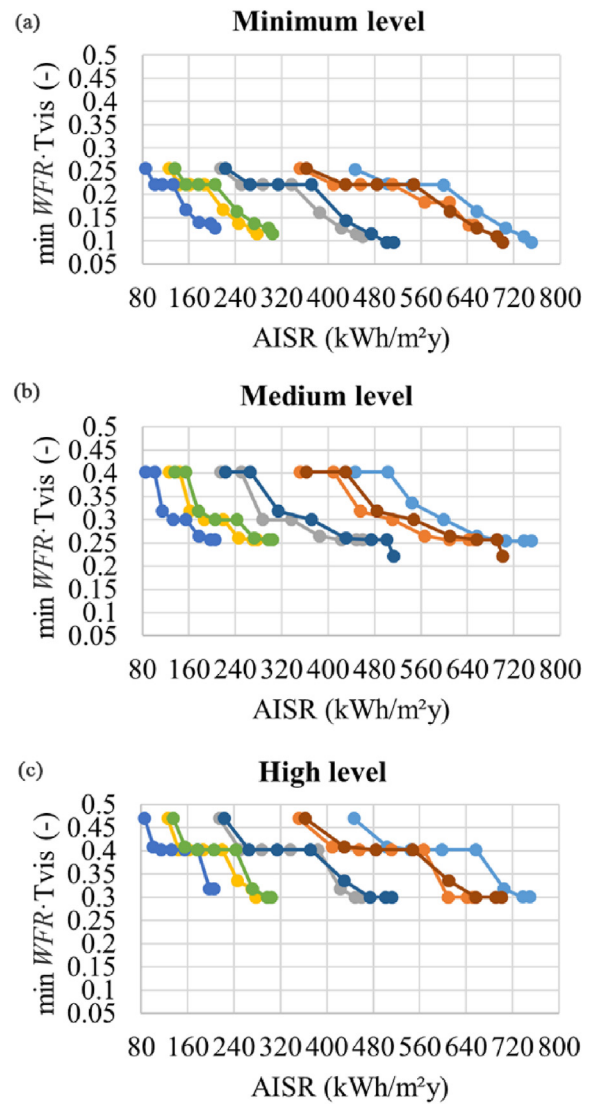 (a)
Minimum level
min WFR·Tvis (-)
0.5
0.45
0.4
0.35
0.3
0.25
0.2
0.15
0.1
0.05
80 160 240 320 400 480 560 640 720 800
AISR (kWh/m²y)
(b)
Medium level
min WFR·Tvis (-)
0.5
0.45
0.4
0.35
0.3
0.25
0.2
0.15
0.1
0.05
80 160 240 320 400 480 560 640 720 800
AISR (kWh/m²y)
(c)
High level
min WFR·Tvis (-)
0.5
0.45
0.4
0.35
0.3
0.25
0.2
0.15
0.1
0.05
80 160 240 320 400 480 560 640 720 800
AISR (kWh/m²y)